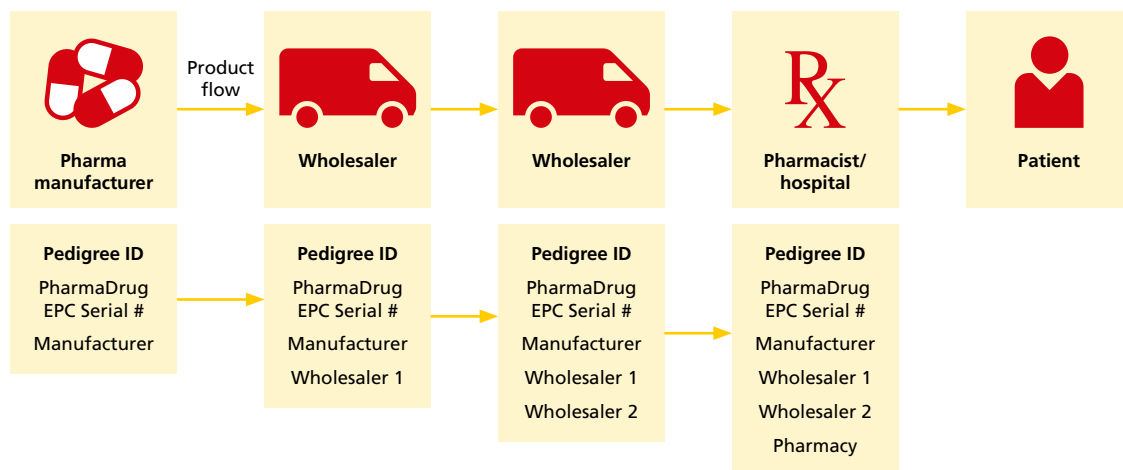 Product
flow
Pharma
manufacturer
Wholesaler
Wholesaler
Rx
Pharmacist/
hospital
Patient
Pedigree ID
PharmaDrug
EPC Serial #
Manufacturer
Pedigree ID
PharmaDrug
EPC Serial #
Manufacturer
Wholesaler 1
Pedigree ID
PharmaDrug
EPC Serial #
Manufacturer
Wholesaler 1
Wholesaler 2
Pedigree ID
PharmaDrug
EPC Serial #
Manufacturer
Wholesaler 1
Wholesaler 2
Pharmacy